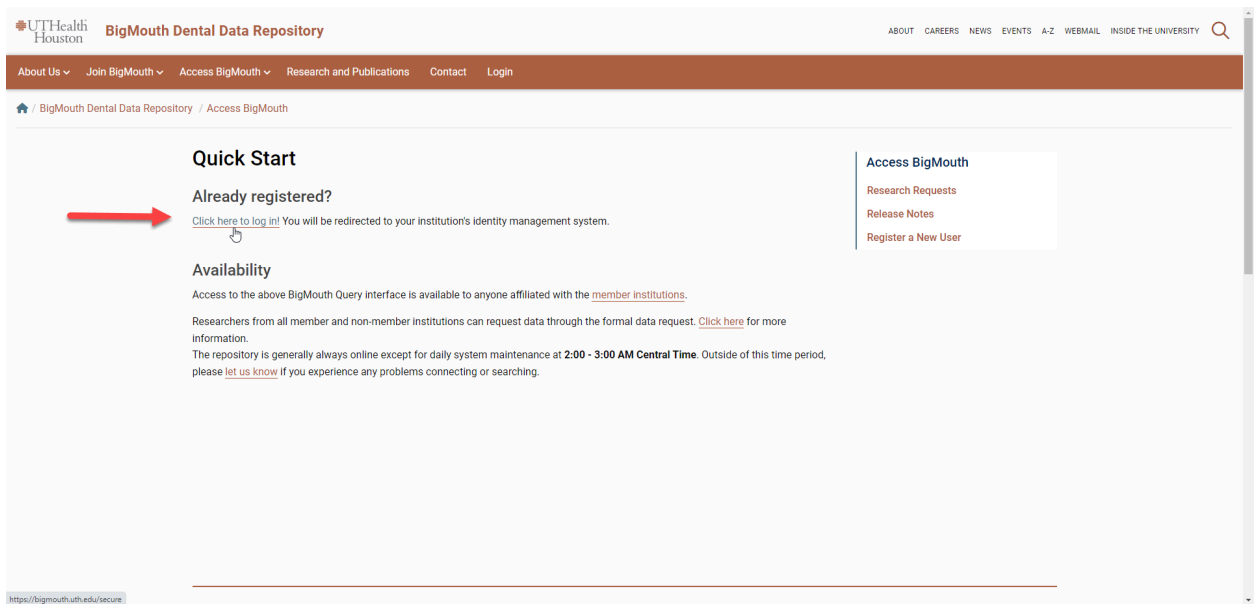 UTHealth
Houston
BigMouth Dental Data Repository
ABOUT CAREERS NEWS EVENTS A-Z WEBMAIL INSIDE THE UNIVERSITY
About Us Join BigMouth Access BigMouth Research and Publications Contact Login
/ BigMouth Dental Data Repository / Access BigMouth
Quick Start
Already registered?
Click here to log in! You will be redirected to your institution's identity management system.
Availability
Access to the above BigMouth Query interface is available to anyone affiliated with the member institutions.
Researchers from all member and non-member institutions can request data through the formal data request. Click here for more
information.
The repository is generally always online except for daily system maintenance at 2:00 - 3:00 AM Central Time. Outside of this time period,
please let us know if you experience any problems connecting or searching.
Access BigMouth
Research Requests
Release Notes
Register a New User
https://bigmouth.uth.edu/secure